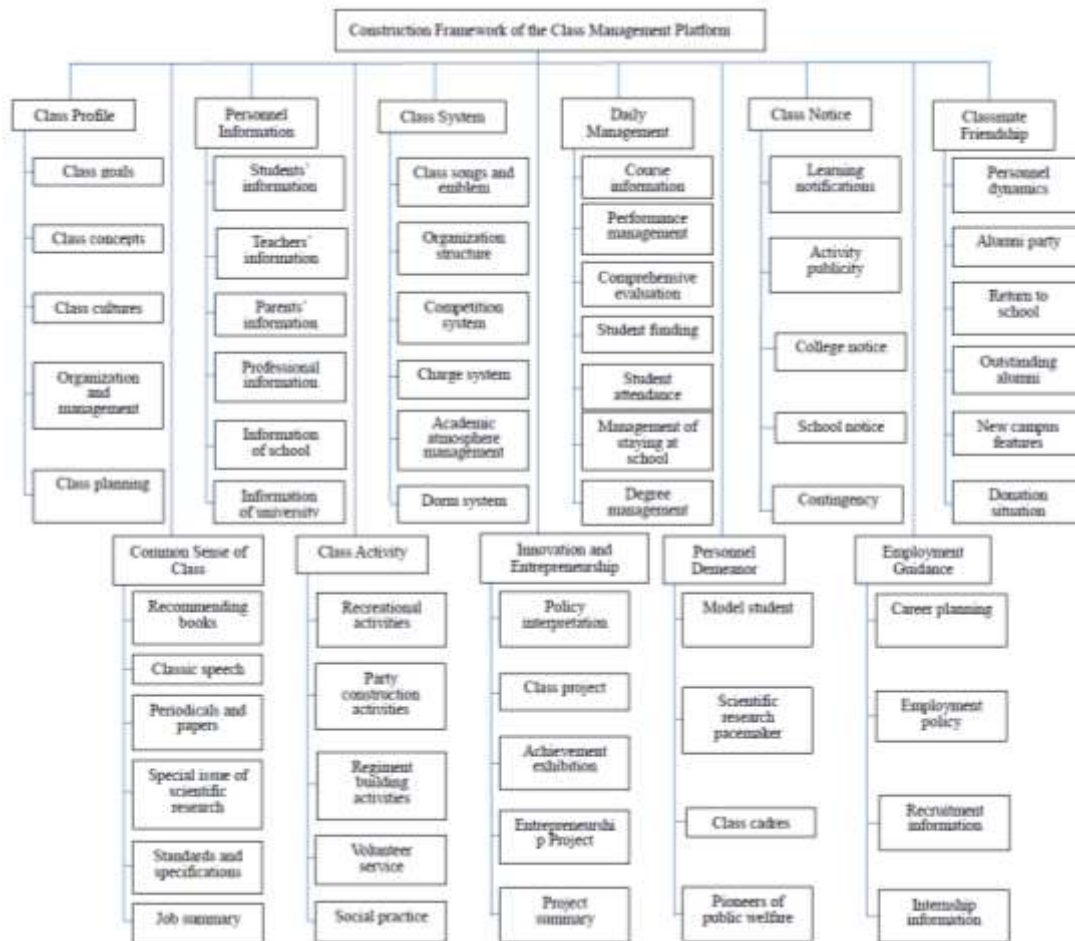 Construction Framework of the Class Management Platform
Class Profile
Class goals
Class concepts
Class cultures
Organization
and
management
Class planning
Personnel
Information
Students'
information
Teachers'
information
Parents'
information
Professional
information
Information
of school
Information
of university
Class System
Class songs and
emblem
Organization
structure
Competition
system
Charge system
Academic
atmosphere
management
Dorm system
Daily
Management
Course
information
Performance
management
Comprehensive
evaluation
Student funding
Student
attendance
Management of
staying at
school
Degree
management
Class Notice
Learning
notifications
Activity
publicity
College notice
School notice
Contingency
Classmate
Friendship
Personnel
dynamics
Alumni party
Return to
school
Outstanding
alumni
New campus
features
Donation
situation
Common Sense of
Class
Recommending
books
Classic speech
Periodicals and
papers
Special issue of
scientific
research
Standards and
specifications
Job summary
Class Activity
Recreational
activities
Party
construction
activities
Regiment
building
activities
Volunteer
service
Social practice
Innovation and
Entrepreneurship
Policy
interpretation
Class project
Achievement
exhibition
Entrepreneurshi
p Project
Project
summary
Personnel
Demeanor
Model student
Scientific
research
pacemaker
Class cadres
Pioneers of
public welfare
Employment
Guidance
Career planning
Employment
policy
Recruitment
information
Internship
information